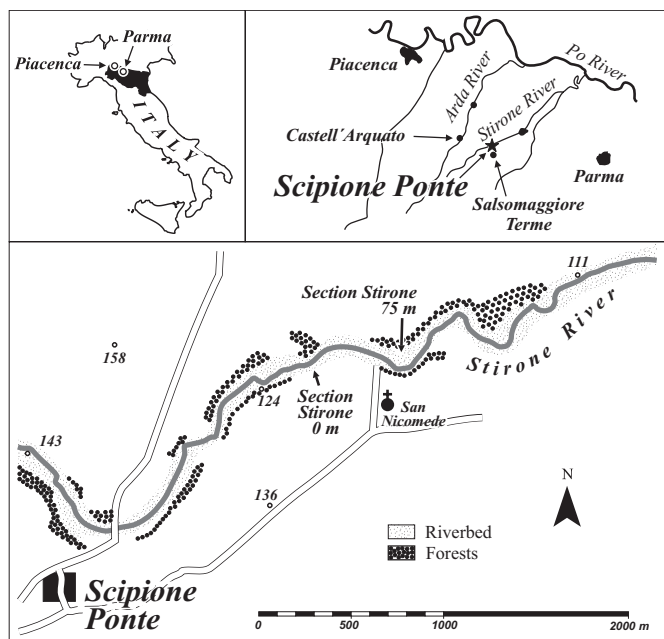 Parma
Piacenca
ITALY
Piacenca
Po River
Arda River
Castell´Arquato
Stirone River
Scipione Ponte
Parma
Salsomaggiore
Terme
111
Section Stirone
75 m
Stirone River
158
124
Section
Stirone
0 m
San
Nicomede
143
136
N
Riverbed
Forests
Scipione
Ponte
0 500 1000 2000 m